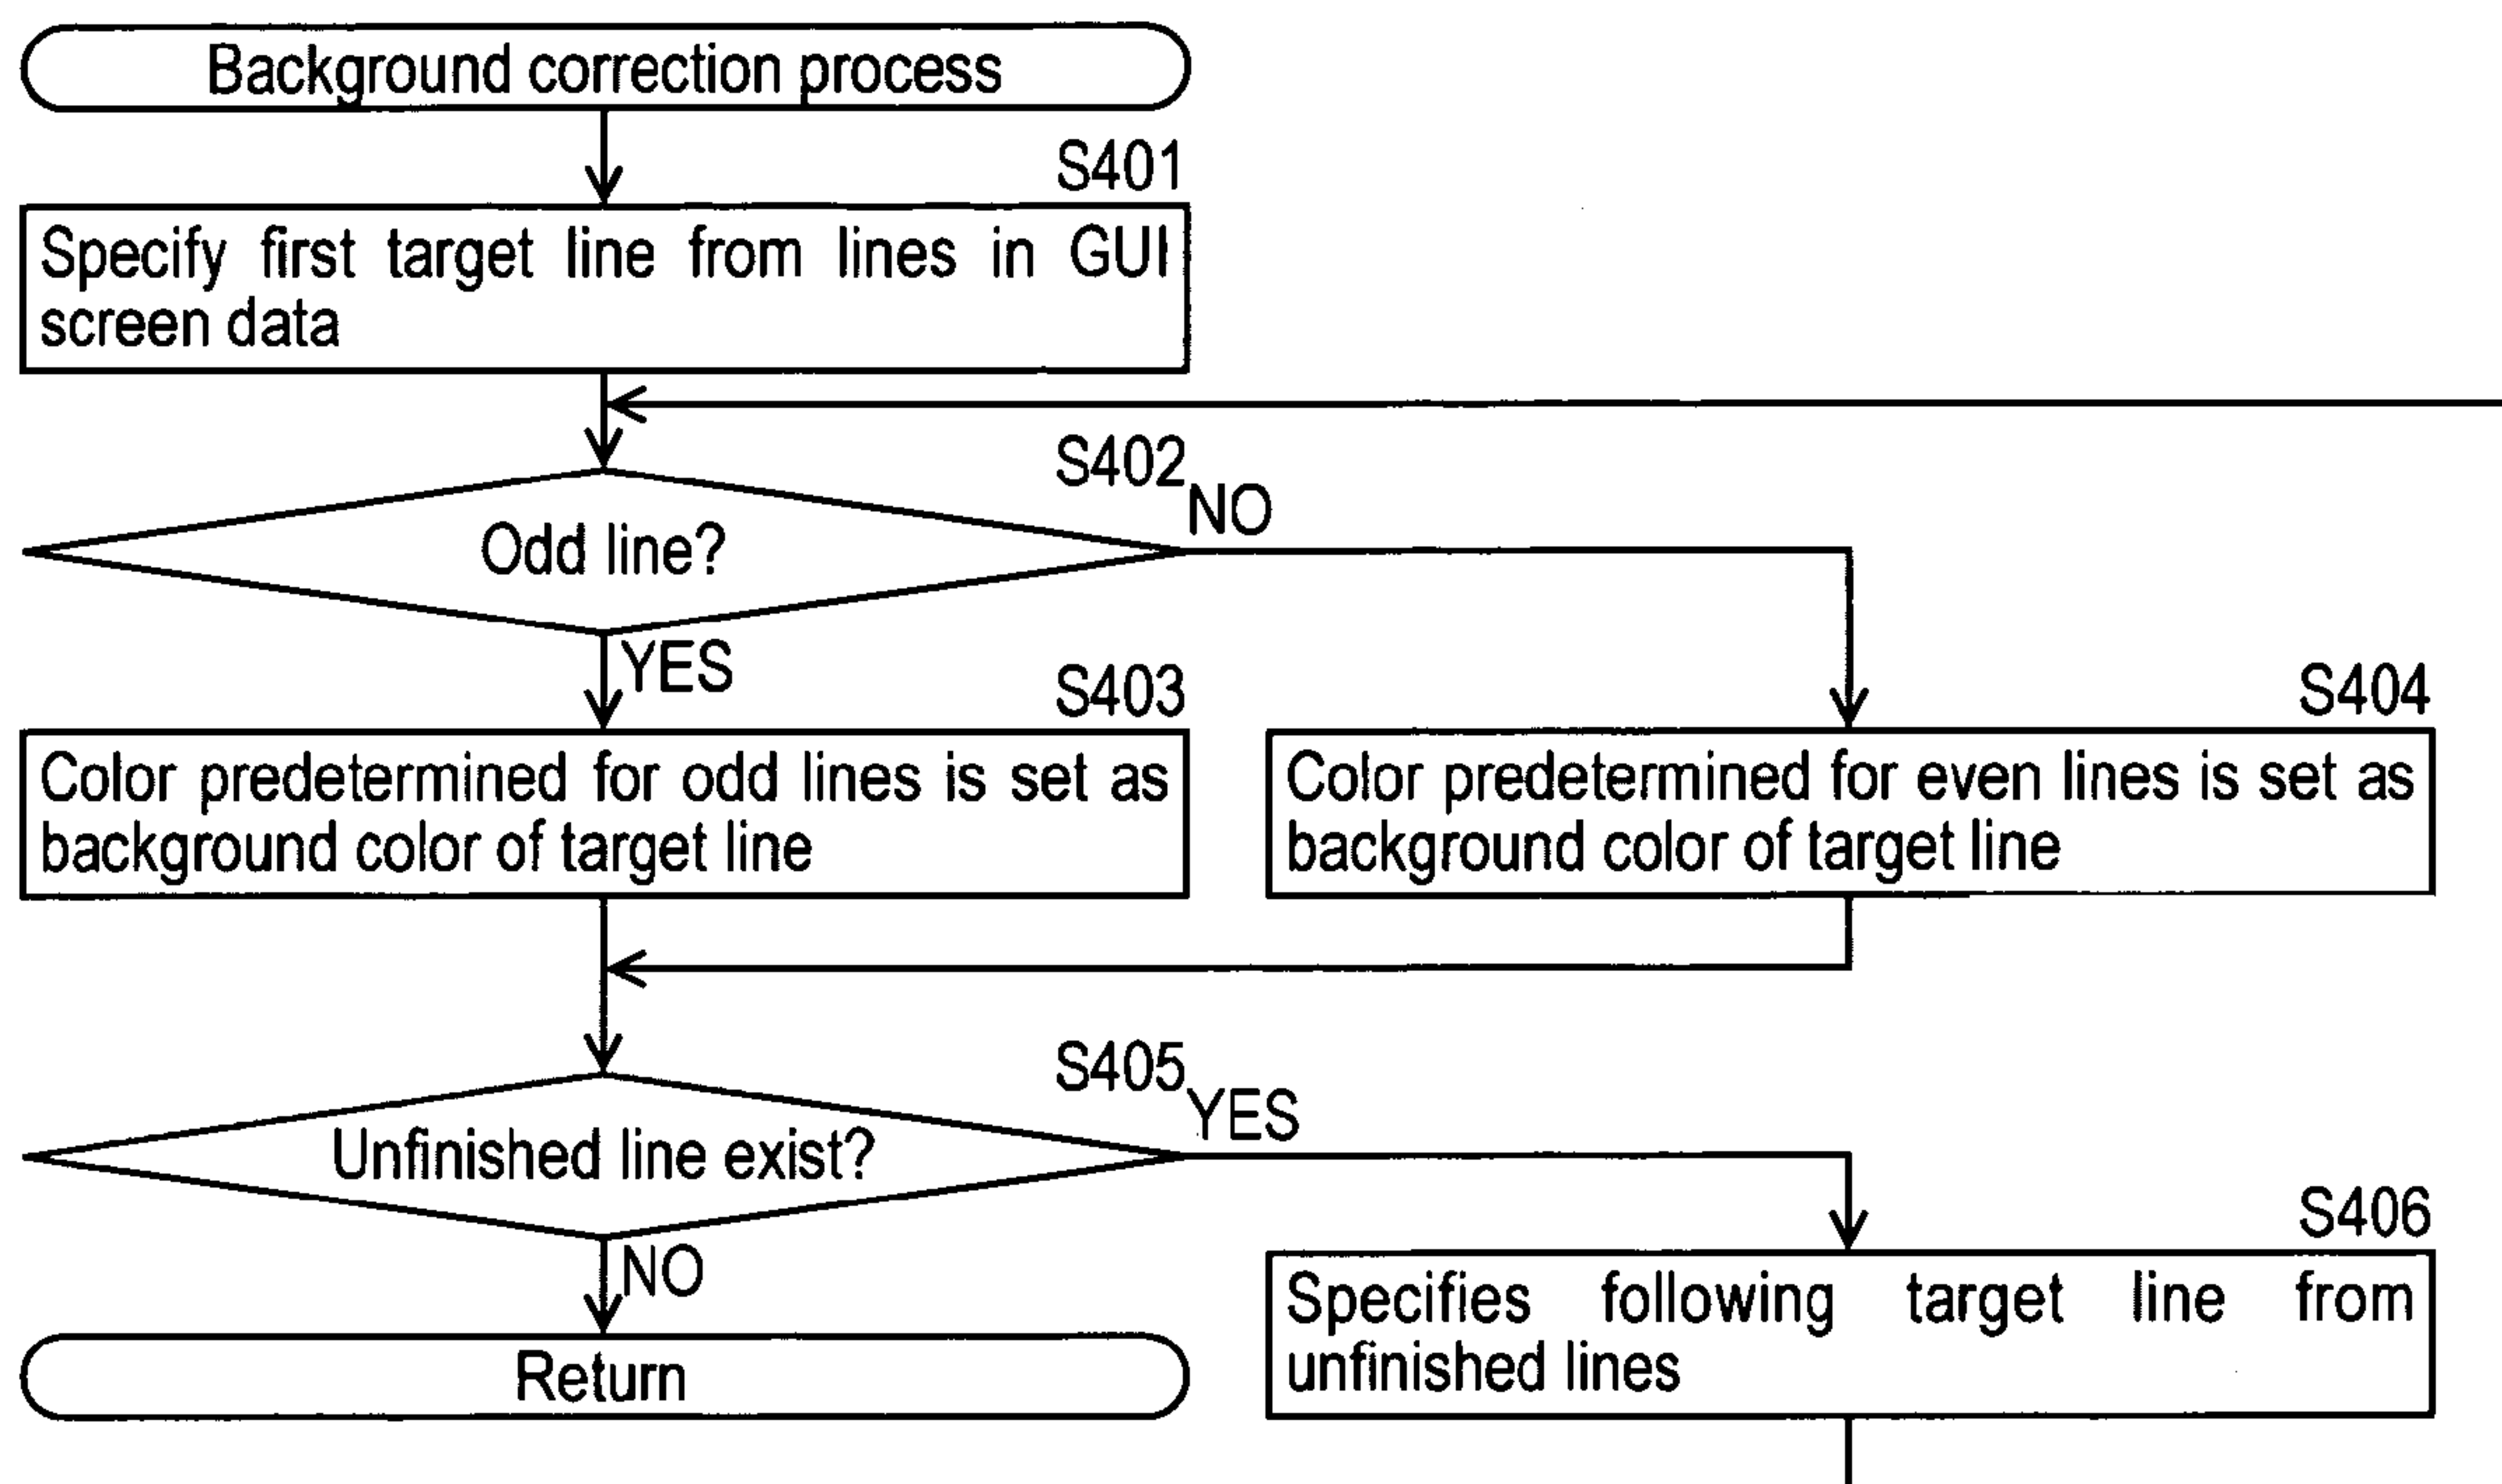 Background correction process
S401
Specify first target line from lines in GUI
screen data
S402
NO
Odd line?
YES
S403
Color predetermined for odd lines is set as
background color of target line
S404
Color predetermined for even lines is set as
background color of target line
S405
YES
Unfinished line exist?
NO
S406
Specifies following target line from
unfinished lines
Return